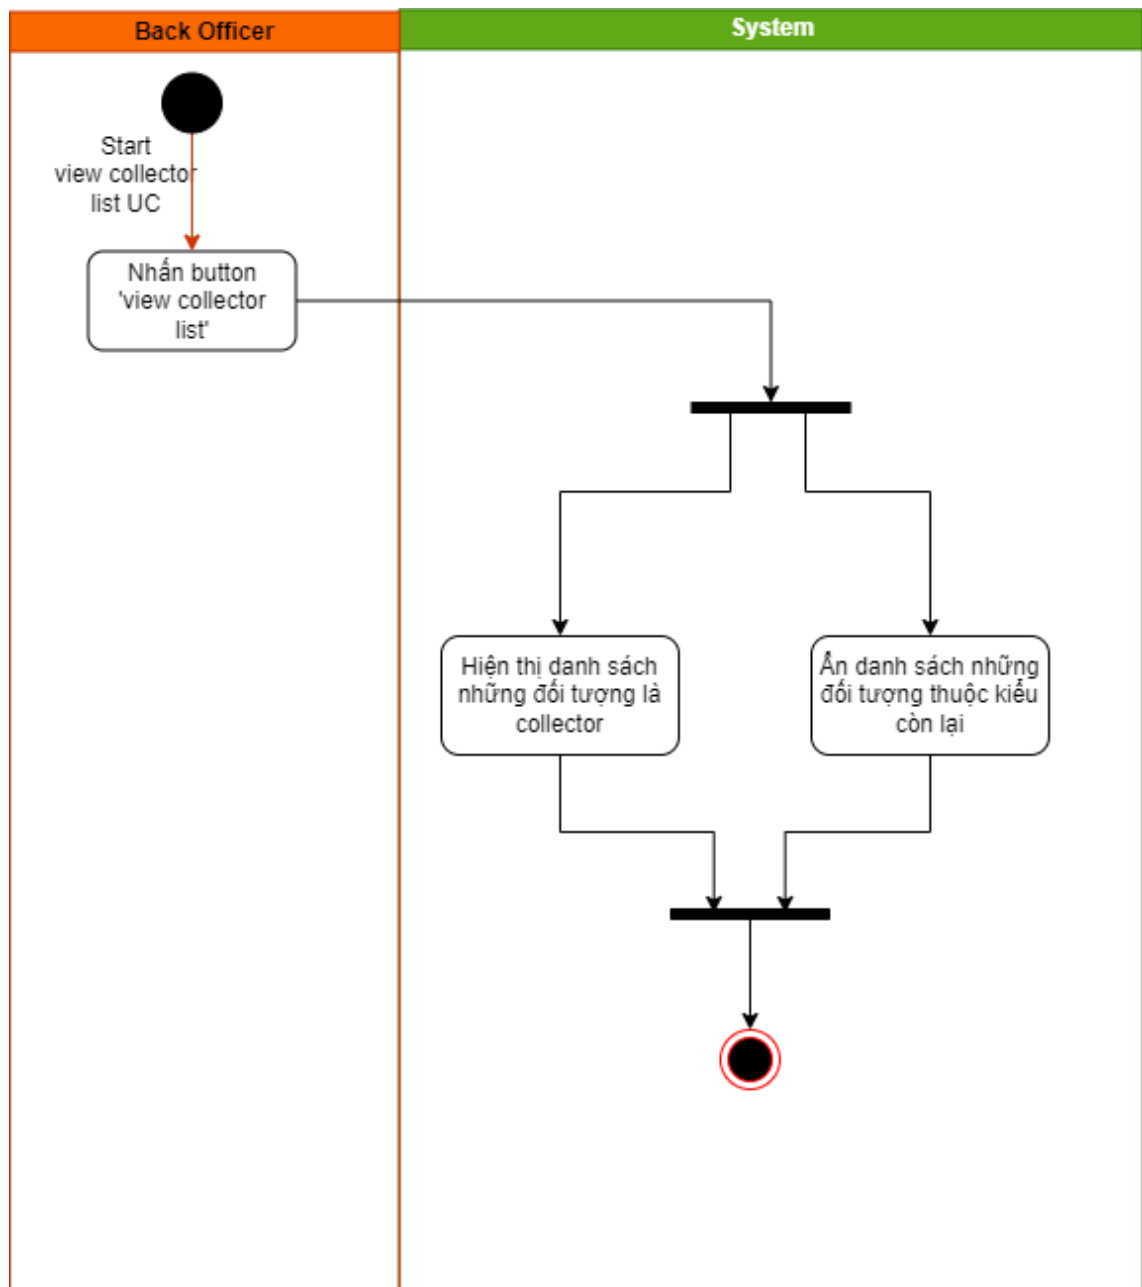 Back Officer
System
Start
view collector
list UC
Nhấn button
'view collector
list'
Hiện thị danh sách
những đối tượng là
collector
Ẩn danh sách những
đối tượng thuộc kiểu
còn lại